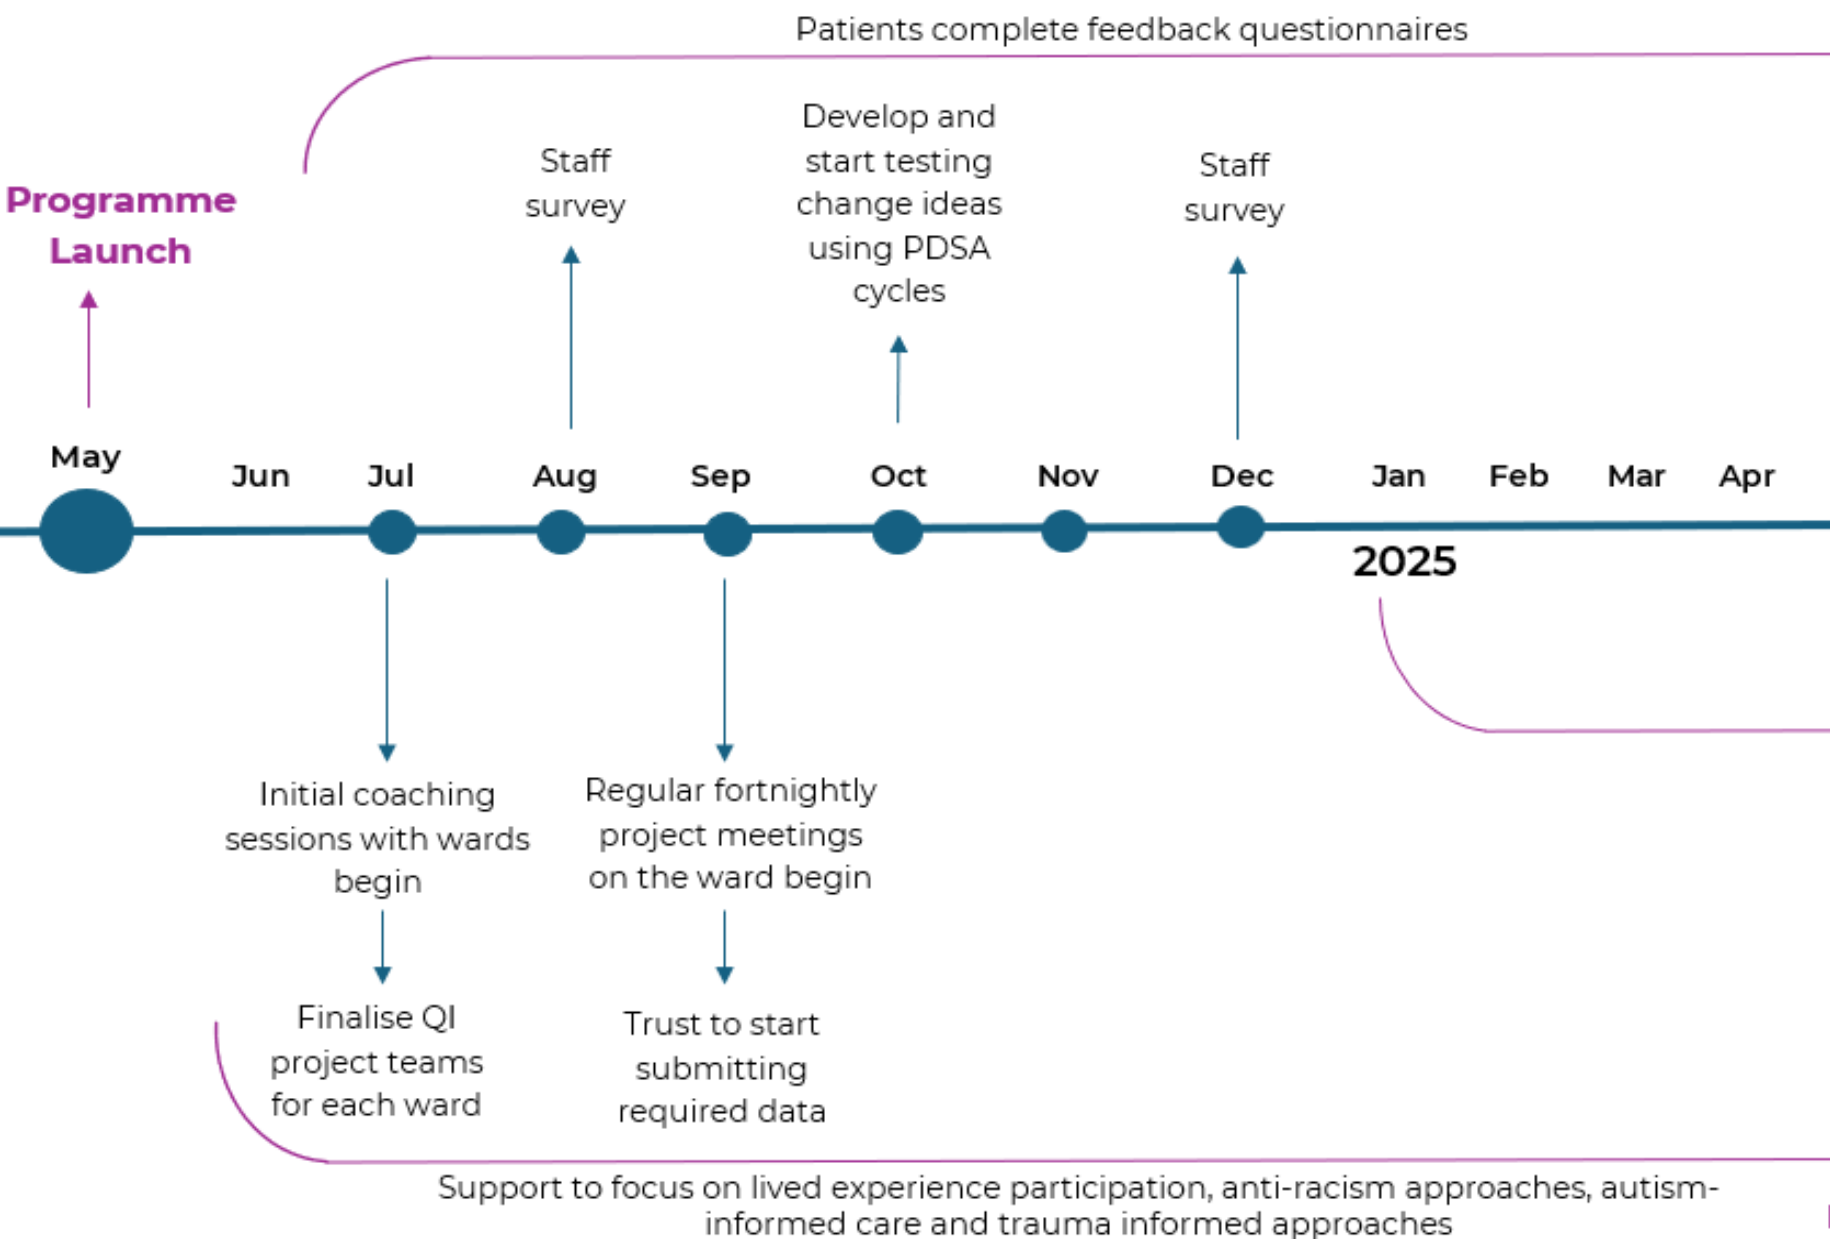 Patients complete feedback questionnaires
Programme
Launch
Staff
survey
Develop and
start testing
change ideas
using PDSA
cycles
Staff
survey
May
Jun
Jul
Aug
Sep
Oct
Nov
Dec
Jan
Feb
Mar
Apr
2025
Initial coaching
sessions with wards
begin
Regular fortnightly
project meetings
on the ward begin
Finalise QI
project teams
for each ward
Trust to start
submitting
required data
Support to focus on lived experience participation, anti-racism approaches, autism-
informed care and trauma informed approaches